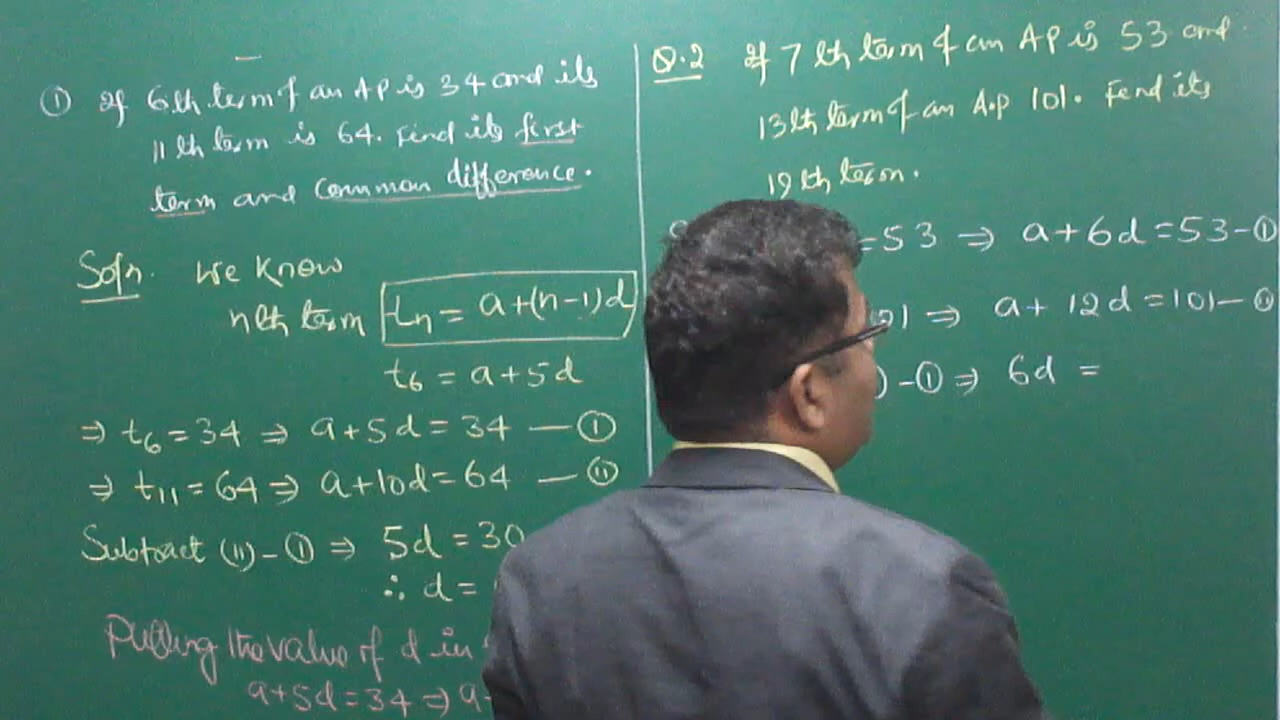 ① If 6th term of an AP is 34 and its
11th term is 64. Find its first
term and common difference.
Soln. We know
nth term tn = a+(n-1)d
t6 = a+5d
⇒ t6 = 34 ⇒ a+5d = 34 — ①
⇒ t11 = 64 ⇒ a+10d = 64 — ⑪
Subtract (11) - ① ⇒ 5d = 30
∴ d =
Putting the value of d in
a+5d = 34 ⇒ a
Q.2 If 7th term of an AP is 53 and
13th term of an A.P 101. Find its
19th term.
=53 ⇒ a+6d = 53 - ①
01 ⇒ a+ 12d = 101 - ⑪
) - ① ⇒ 6d =